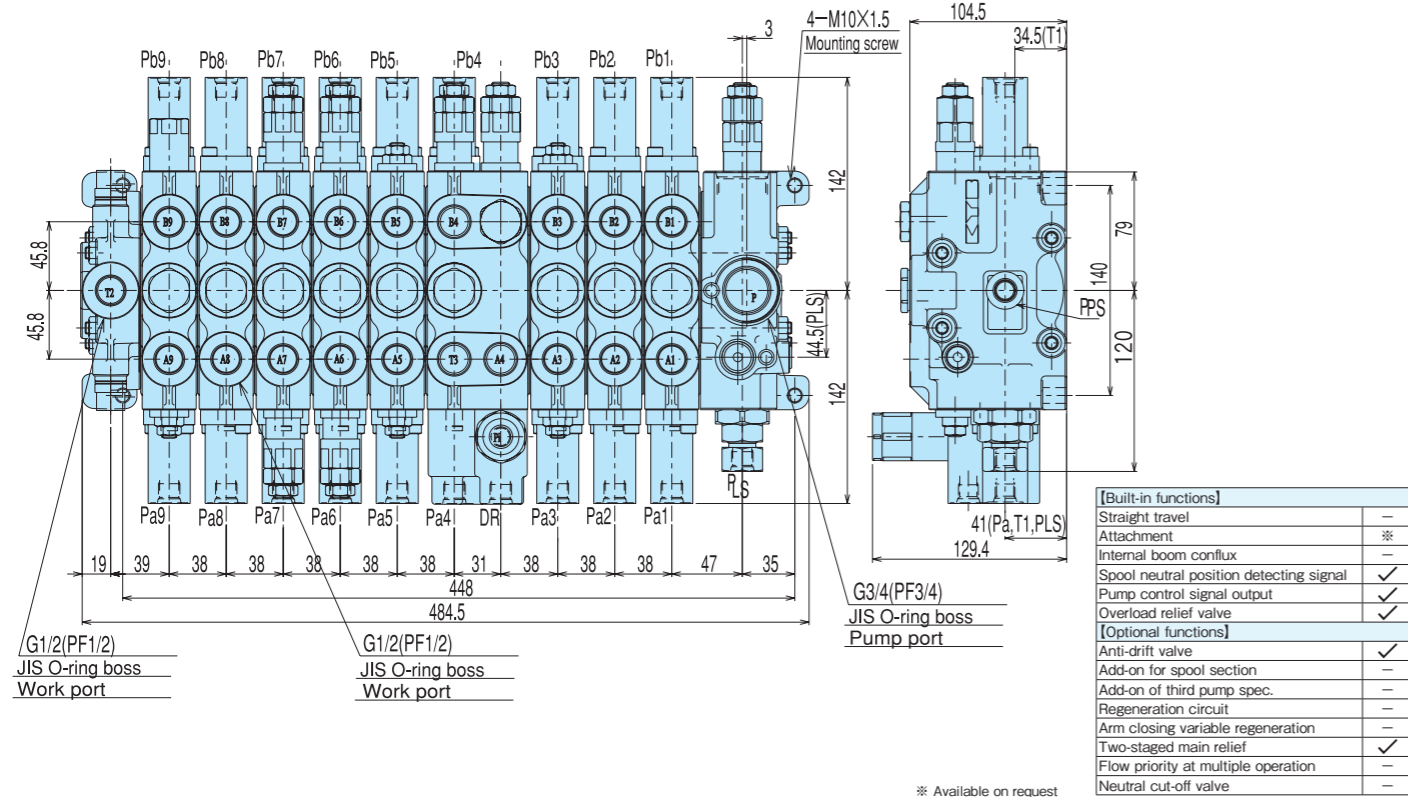 104.5
4-M10X1.5
Mounting screw
3
34.5(T1)
Pb9 Pb8 Pb7 Pb6 Pb5 Pb4 Pb3 Pb2 Pb1
142
79
140
KYB
B9 B8 B7 B6 B5 B4 B3 B2 B1
45.8
T2
P
PPS
45.8
44.5(PLS)
120
A9 A8 A7 A6 A5 T3 A4 A3 A2 A1
142
PLS
Pa9 Pa8 Pa7 Pa6 Pa5 Pa4 DR Pa3 Pa2 Pa1
41(Pa,T1,PLS)
129.4
19 39 38 38 38 38 38 31 38 38 38 47 35
448
484.5
G1/2(PF1/2)
JIS O-ring boss
Work port
G1/2(PF1/2)
JIS O-ring boss
Work port
G3/4(PF3/4)
JIS O-ring boss
Pump port
【Built-in functions】
Straight travel −
Attachment ※
Internal boom conflux −
Spool neutral position detecting signal ✓
Pump control signal output ✓
Overload relief valve ✓
【Optional functions】
Anti-drift valve ✓
Add-on for spool section −
Add-on of third pump spec. −
Regeneration circuit −
Arm closing variable regeneration −
Two-staged main relief ✓
Flow priority at multiple operation −
Neutral cut-off valve −
※ Available on request